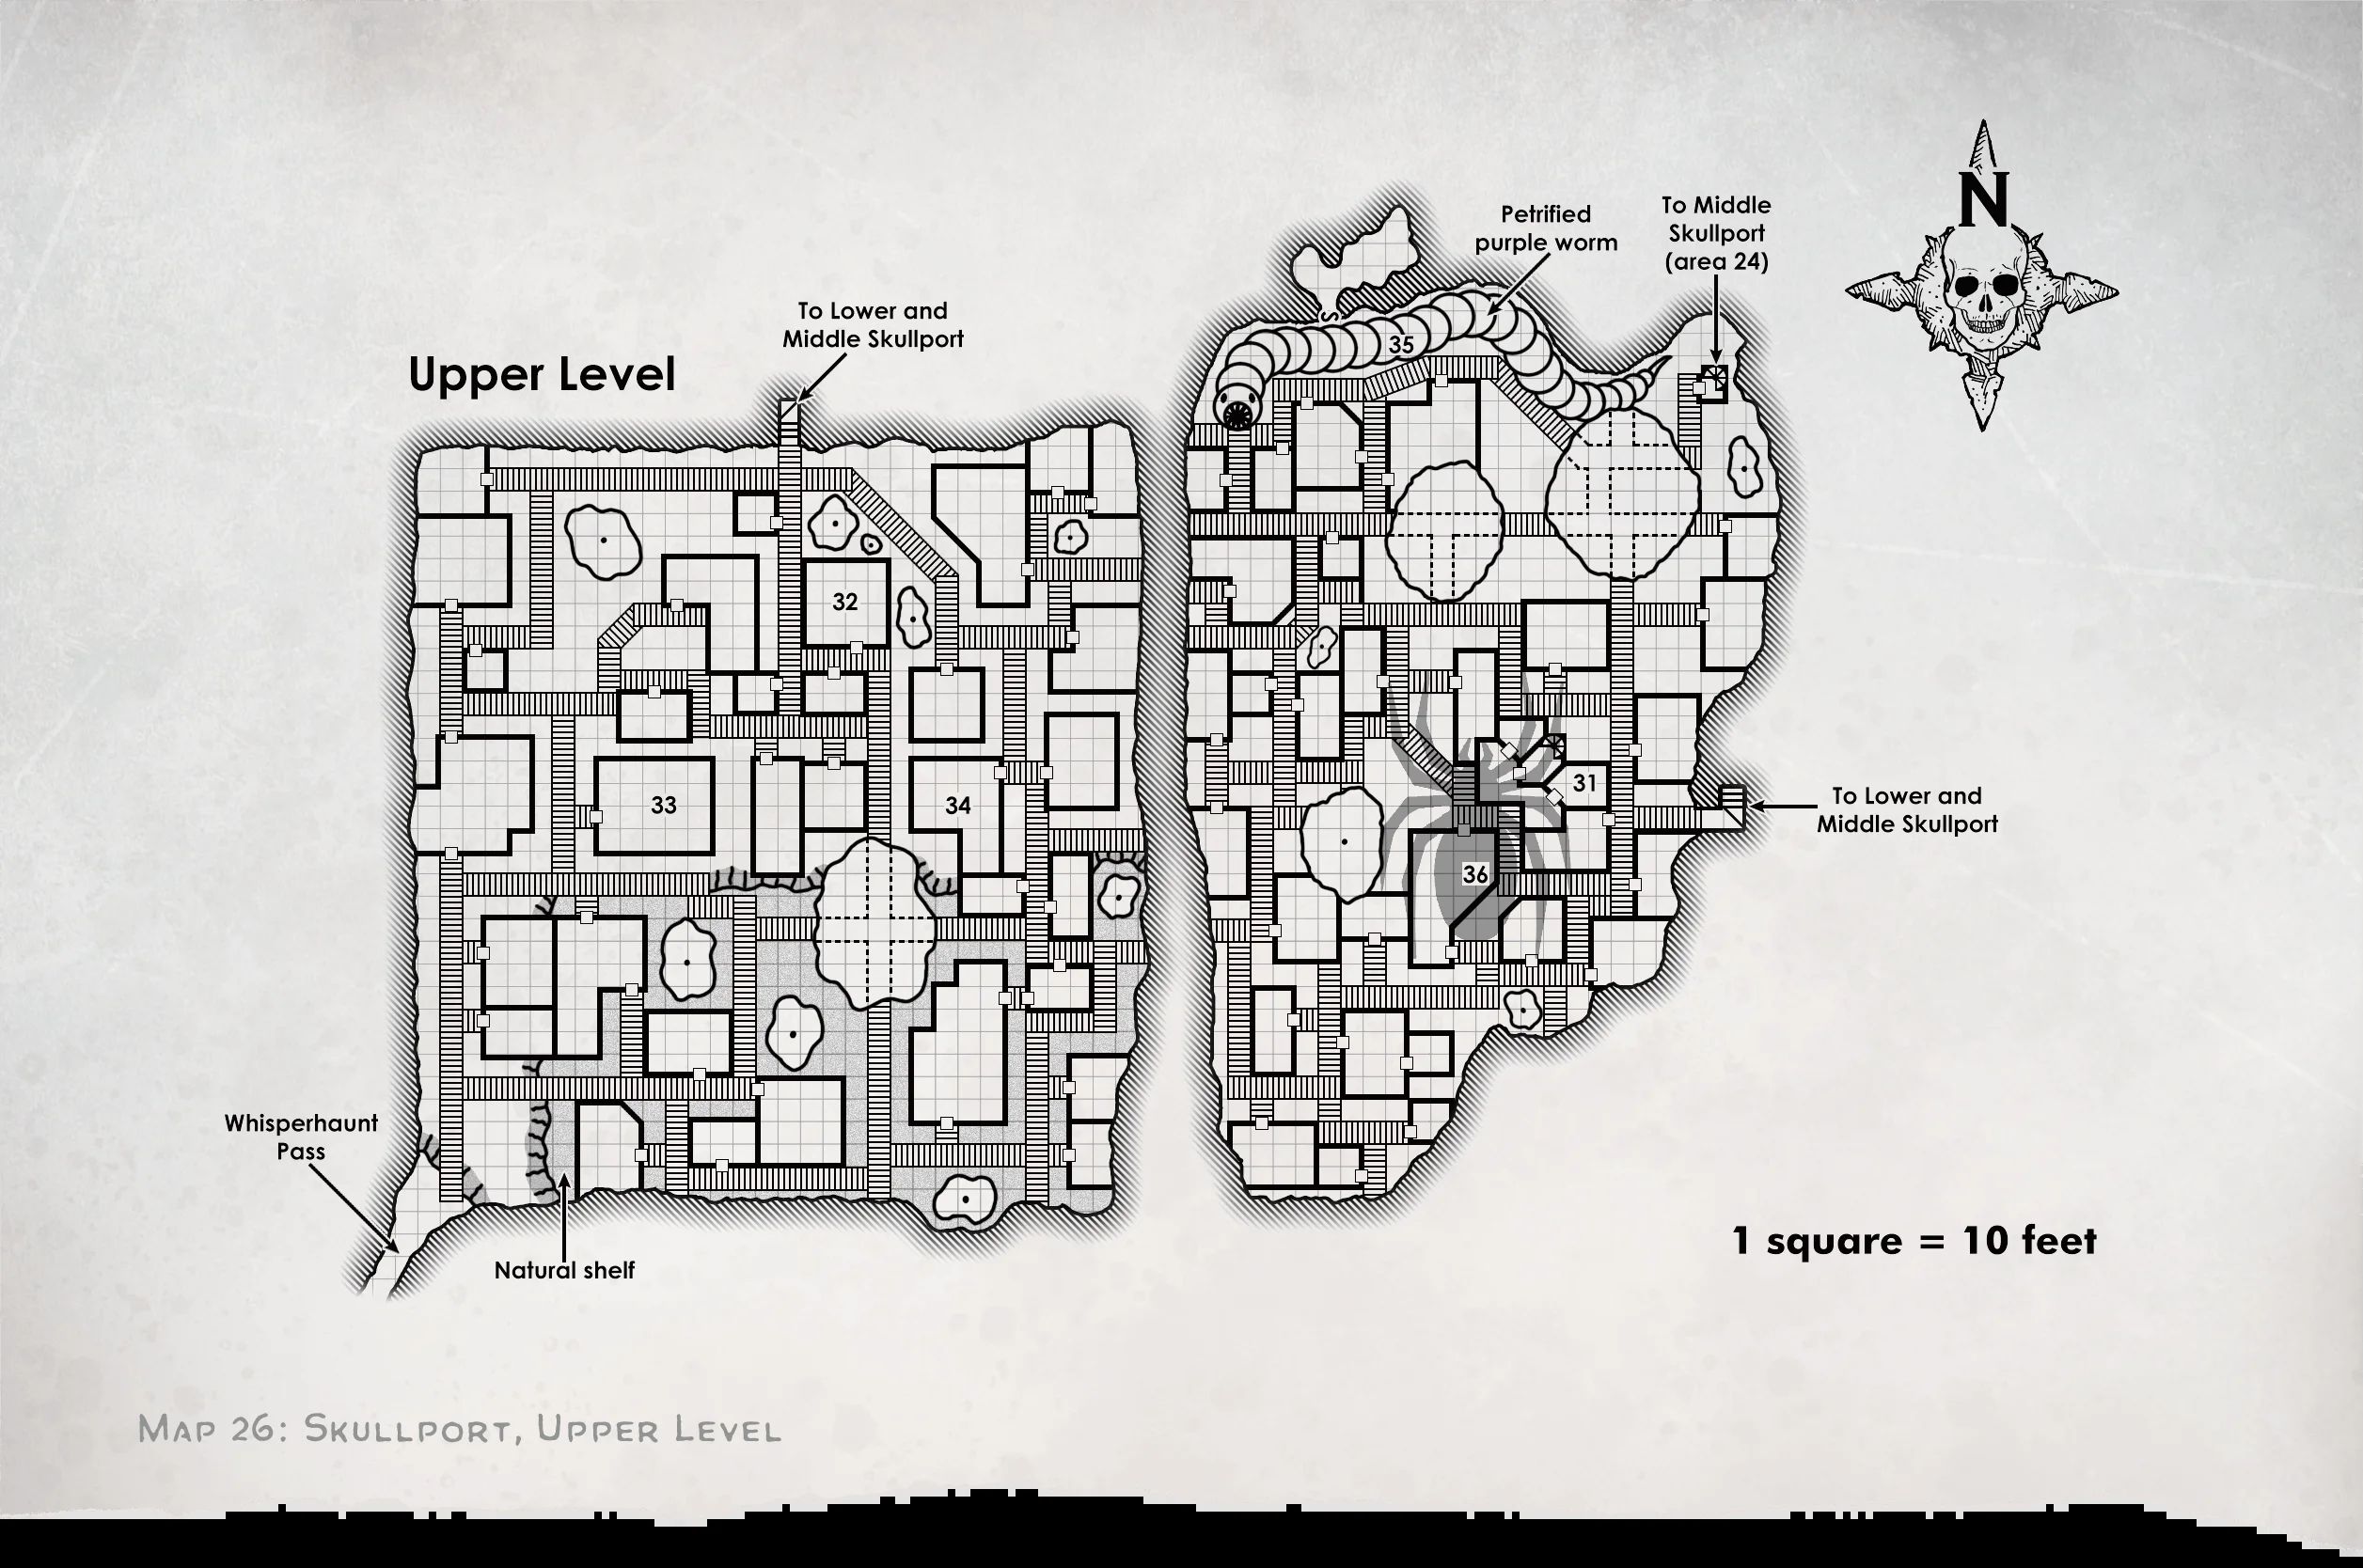 N
Petrified
purple worm
To Middle
Skullport
(area 24)
To Lower and
Middle Skullport
Upper Level
35
S
32
33
34
31
36
To Lower and
Middle Skullport
Whisperhaunt
Pass
Natural shelf
1 square = 10 feet
Map 26: Skullport, Upper Level